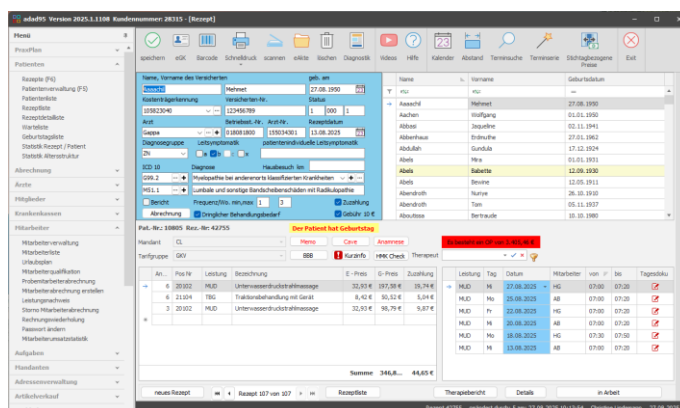 adad95 Version 2025.1.1108 Kundennummer: 28315 - [Rezept]
Menü
PraxPlan
Patienten
Rezepte (F6)
Patientenverwaltung (F5)
Patientenliste
Rezeptliste
Rezeptdetailliste
Warteliste
Geburtstagsliste
Statistik Rezept / Patient
Statistik Altersstruktur
Abrechnung
Ärzte
Mitglieder
Krankenkassen
Mitarbeiter
Mitarbeiterverwaltung
Mitarbeiterliste
Urlaubsplan
Mitarbeiterqualifikation
Probemitarbeiterabrechnung
Mitarbeiterabrechnung erstellen
Leistungsnachweis
Storno Mitarbeiterabrechnung
Rechnungswiederholung
Passwort ändern
Mitarbeiterumsatzstatistik
Aufgaben
Mandanten
Adressenverwaltung
Artikelverkauf
speichern eGK Barcode Schnelldruck scannen eAkte löschen Diagnostik Videos Hilfe Kalender Abstand Terminsuche Terminserie Stichtagbezogene Preise Exit
Name, Vorname des Versicherten geb. am
Aaaachl Mehmet 27.08.1950
Kostenträgerkennung Versicherten-Nr. Status
105823040 123456789 1 000 1
Arzt Betriebsst.-Nr. Arzt-Nr. Rezeptdatum
Gappa 018081800 155034301 13.08.2025
Diagnosegruppe Leitsymptomatik patientenindividuelle Leitsymptomatik
ZN a b c
ICD 10 Diagnose Hausbesuch km
G99.2 Myelopathie bei anderenorts klassifizierten Krankheiten
M51.1 Lumbale und sonstige Bandscheibenschäden mit Radikulopathie
Bericht Frequenz/Wo. min,max 1 3 Zuzahlung
Abrechnung Dringlicher Behandlungsbedarf Gebühr 10 €
Name Vorname Geburtsdatum
Aaaachl Mehmet 27.08.1950
Aachen Wolfgang 01.01.1950
Abbasi Jaqueline 02.11.1941
Abbenhaus Erdmuthe 27.01.1962
Abdullah Gundula 17.12.1924
Abels Mira 01.01.1950
Abels Babette 12.09.1930
Abels Bewine 12.05.1911
Abendroth Nuriye 26.10.1910
Abendroth Tom 05.11.1937
Aboutissa Bertraude 10.10.1980
Pat.-Nr.: 10805 Rez.-Nr: 42755 Der Patient hat Geburtstag
Mandant CL Memo Cave Anamnese
Tarifgruppe GKV BBB Kurzinfo HMK Check Therapeut
An... Pos Nr Leistung Bezeichnung E - Preis G- Preis Zuzahlung
6 20102 MUD Unterwasserdruckstrahlmassage 32,93 € 197,58 € 19,74 €
6 21104 TBG Traktionsbehandlung mit Gerät 8,42 € 50,52 € 5,04 €
3 20102 MUD Unterwasserdruckstrahlmassage 32,93 € 98,79 € 9,87 €
Summe 346,8... 44,65 €
Leistung Tag Datum Mitarbeiter von bis Tagesdoku
MUD Mi 27.08.2025 HG 07:00 07:20
MUD Mo 25.08.2025 AB 07:00 07:20
MUD Fr 22.08.2025 HG 07:00 07:20
MUD Mi 20.08.2025 AB 07:00 07:20
MUD Mo 18.08.2025 HG 07:30 07:50
MUD Mi 13.08.2025 AB 07:00 07:20
neues Rezept Rezept 107 von 107 Rezeptliste Therapiebericht Details in Arbeit